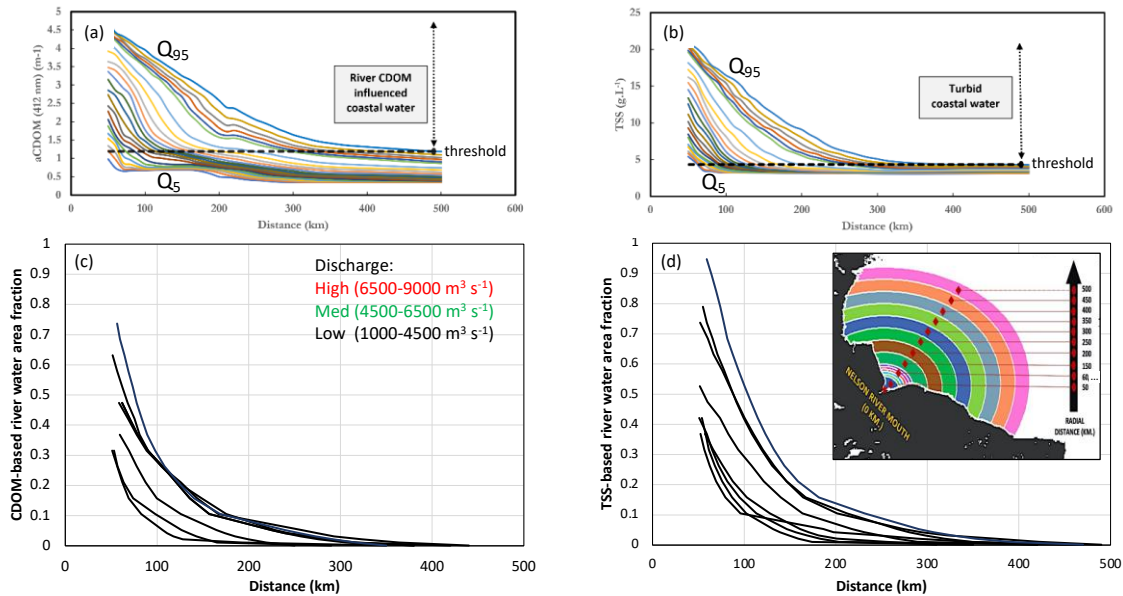 (a)
Q95
River CDOM
influenced
coastal water
threshold
Q5
aCDOM (412 nm) (m-1)
5
4.5
4
3.5
3
2.5
2
1.5
1
0.5
0
0 100 200 300 400 500 600
Distance (km)
(b)
Q95
Turbid
coastal water
threshold
Q5
TSS (g.L-1)
25
20
15
10
5
0
0 100 200 300 400 500 600
Distance (km)
(c)
Discharge:
High (6500-9000 m3 s-1)
Med (4500-6500 m3 s-1)
Low (1000-4500 m3 s-1)
CDOM-based river water area fraction
1
0.9
0.8
0.7
0.6
0.5
0.4
0.3
0.2
0.1
0
0 100 200 300 400 500
Distance (km)
(d)
TSS-based river water area fraction
1
0.9
0.8
0.7
0.6
0.5
0.4
0.3
0.2
0.1
0
0 100 200 300 400 500
Distance (km)
NELSON RIVER MOUTH
(0 KM.)
500
450
400
350
300
250
200
150
60, ...
50
RADIAL
DISTANCE (KM.)